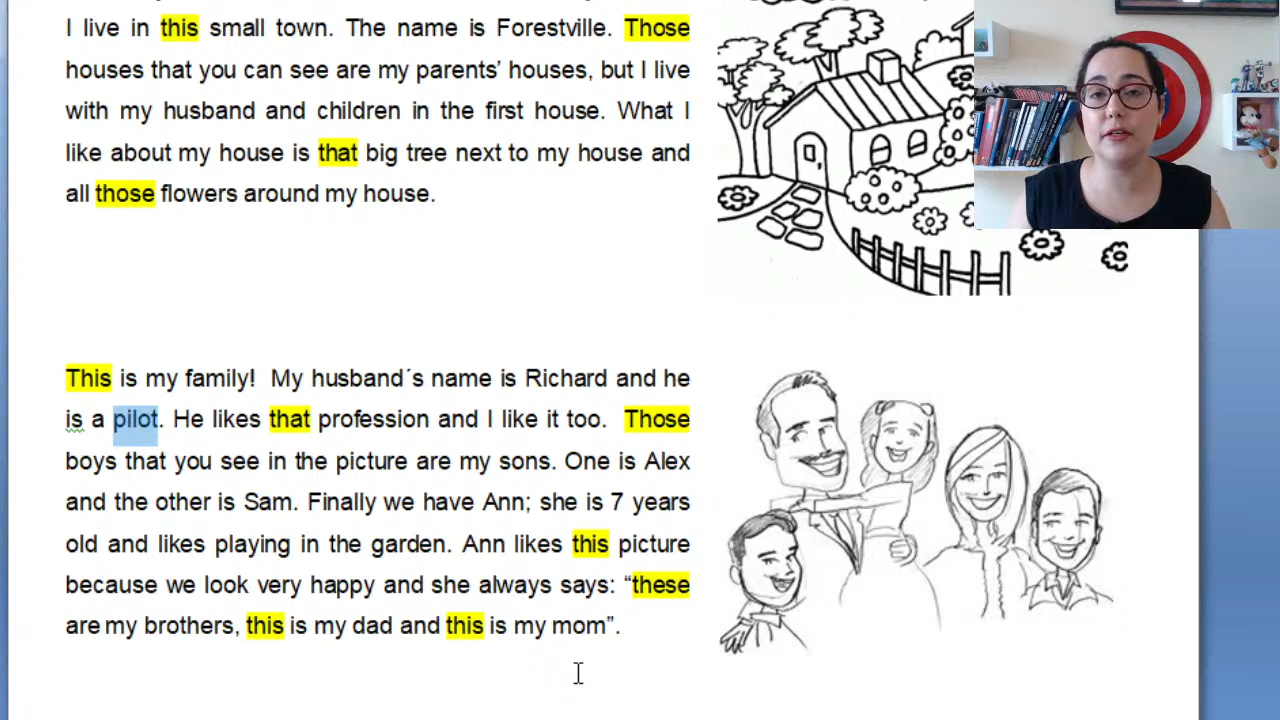 I live in this small town. The name is Forestville. Those
houses that you can see are my parents’ houses, but I live
with my husband and children in the first house. What I
like about my house is that big tree next to my house and
all those flowers around my house.
This is my family!  My husband´s name is Richard and he
is a pilot. He likes that profession and I like it too.  Those
boys that you see in the picture are my sons. One is Alex
and the other is Sam. Finally we have Ann; she is 7 years
old and likes playing in the garden. Ann likes this picture
because we look very happy and she always says: “these
are my brothers, this is my dad and this is my mom”.